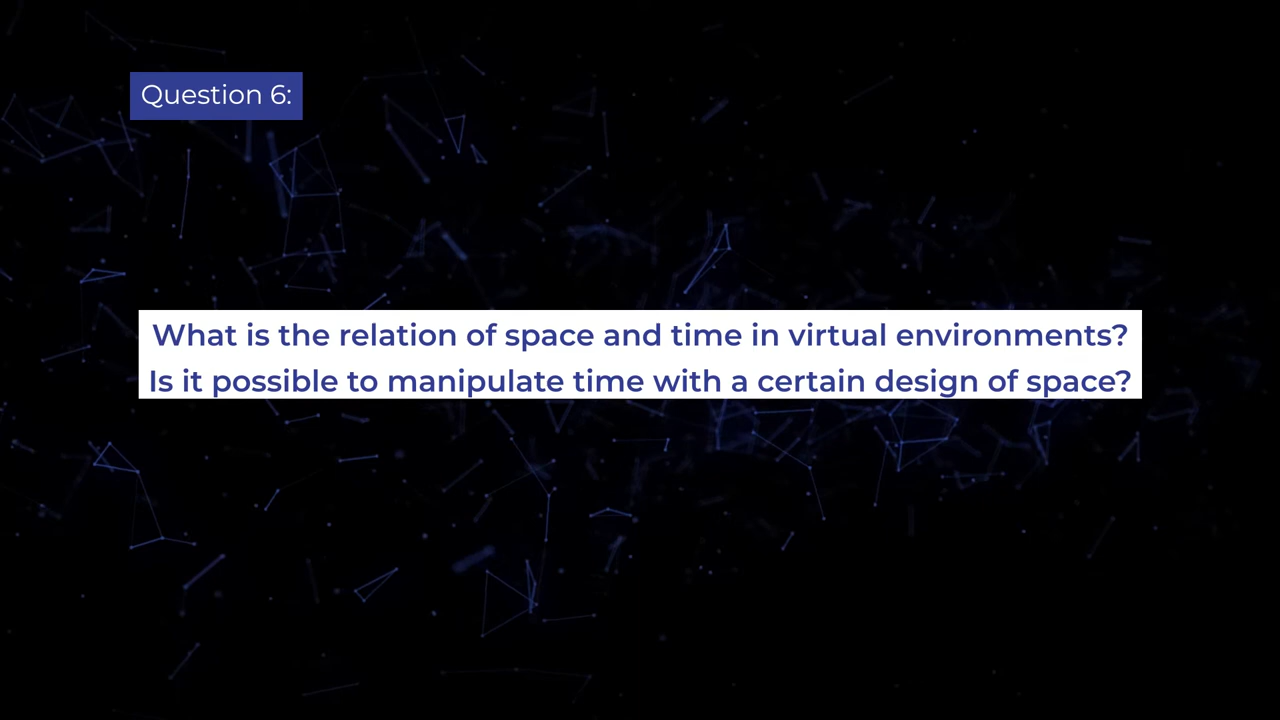 Question 6:
What is the relation of space and time in virtual environments?
Is it possible to manipulate time with a certain design of space?